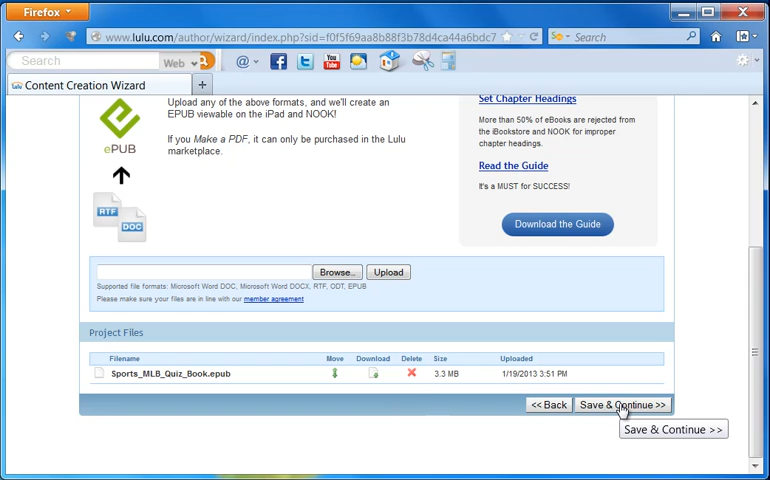 Firefox
www.lulu.com/author/wizard/index.php?sid=f0f5f69aa8b88f3b78d4ca44a6bdc7
Search
Search
Web
@
f
t
You
Tube
Content Creation Wizard
+
Upload any of the above formats, and we'll create an
EPUB viewable on the iPad and NOOK!
If you Make a PDF, it can only be purchased in the Lulu
marketplace.
ePUB
RTF
DOC
Set Chapter Headings
More than 50% of eBooks are rejected from
the iBookstore and NOOK for improper
chapter headings.
Read the Guide
It's a MUST for SUCCESS!
Download the Guide
Browse...
Upload
Supported file formats: Microsoft Word DOC, Microsoft Word DOCX, RTF, ODT, EPUB
Please make sure your files are in line with our member agreement
Project Files
Filename Move Download Delete Size Uploaded
Sports_MLB_Quiz_Book.epub 3.3 MB 1/19/2013 3:51 PM
<< Back
Save & Continue >>
Save & Continue >>